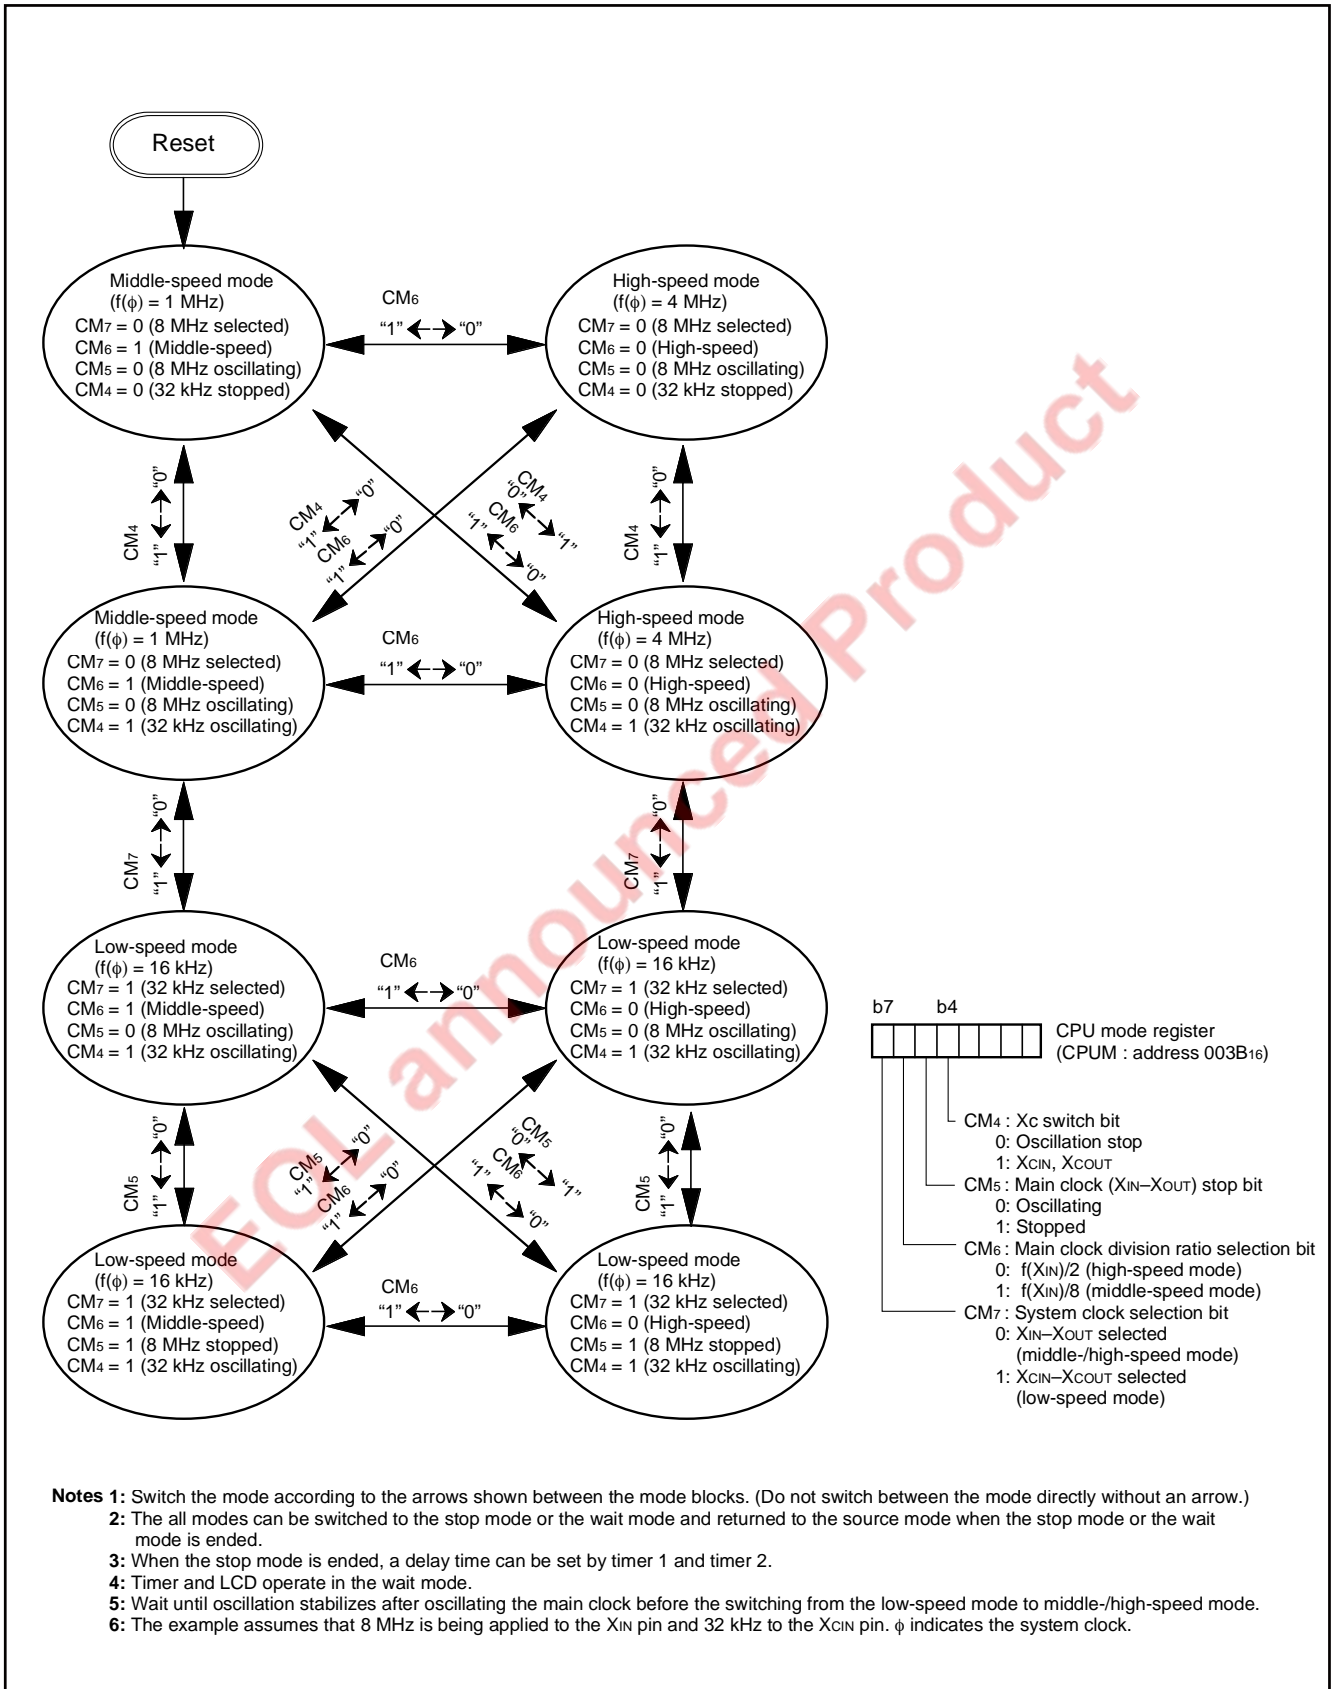 Reset
Middle-speed mode
(f(ϕ) = 1 MHz)
CM7 = 0 (8 MHz selected)
CM6 = 1 (Middle-speed)
CM5 = 0 (8 MHz oscillating)
CM4 = 0 (32 kHz stopped)
CM6
“1” “0”
High-speed mode
(f(ϕ) = 4 MHz)
CM7 = 0 (8 MHz selected)
CM6 = 0 (High-speed)
CM5 = 0 (8 MHz oscillating)
CM4 = 0 (32 kHz stopped)
CM4
“1” “0”
CM4
“1” “0”
CM6
“1” “0”
CM4
“0” “1”
CM6
“1” “0”
CM4
“1” “0”
Middle-speed mode
(f(ϕ) = 1 MHz)
CM7 = 0 (8 MHz selected)
CM6 = 1 (Middle-speed)
CM5 = 0 (8 MHz oscillating)
CM4 = 1 (32 kHz oscillating)
CM6
“1” “0”
High-speed mode
(f(ϕ) = 4 MHz)
CM7 = 0 (8 MHz selected)
CM6 = 0 (High-speed)
CM5 = 0 (8 MHz oscillating)
CM4 = 1 (32 kHz oscillating)
CM7
“1” “0”
CM7
“1” “0”
Low-speed mode
(f(ϕ) = 16 kHz)
CM7 = 1 (32 kHz selected)
CM6 = 1 (Middle-speed)
CM5 = 0 (8 MHz oscillating)
CM4 = 1 (32 kHz oscillating)
CM6
“1” “0”
Low-speed mode
(f(ϕ) = 16 kHz)
CM7 = 1 (32 kHz selected)
CM6 = 0 (High-speed)
CM5 = 0 (8 MHz oscillating)
CM4 = 1 (32 kHz oscillating)
CM5
“1” “0”
CM5
“1” “0”
CM6
“1” “0”
CM5
“0” “1”
CM6
“1” “0”
CM5
“1” “0”
Low-speed mode
(f(ϕ) = 16 kHz)
CM7 = 1 (32 kHz selected)
CM6 = 1 (Middle-speed)
CM5 = 1 (8 MHz stopped)
CM4 = 1 (32 kHz oscillating)
CM6
“1” “0”
Low-speed mode
(f(ϕ) = 16 kHz)
CM7 = 1 (32 kHz selected)
CM6 = 0 (High-speed)
CM5 = 1 (8 MHz stopped)
CM4 = 1 (32 kHz oscillating)
b7 b4
CPU mode register
(CPUM : address 003B16)
CM4 : Xc switch bit
0: Oscillation stop
1: XCIN, XCOUT
CM5 : Main clock (XIN–XOUT) stop bit
0: Oscillating
1: Stopped
CM6 : Main clock division ratio selection bit
0: f(XIN)/2 (high-speed mode)
1: f(XIN)/8 (middle-speed mode)
CM7 : System clock selection bit
0: XIN–XOUT selected
(middle-/high-speed mode)
1: XCIN–XCOUT selected
(low-speed mode)
EOL announced Product
Notes 1: Switch the mode according to the arrows shown between the mode blocks. (Do not switch between the mode directly without an arrow.)
2: The all modes can be switched to the stop mode or the wait mode and returned to the source mode when the stop mode or the wait
mode is ended.
3: When the stop mode is ended, a delay time can be set by timer 1 and timer 2.
4: Timer and LCD operate in the wait mode.
5: Wait until oscillation stabilizes after oscillating the main clock before the switching from the low-speed mode to middle-/high-speed mode.
6: The example assumes that 8 MHz is being applied to the XIN pin and 32 kHz to the XCIN pin. ϕ indicates the system clock.